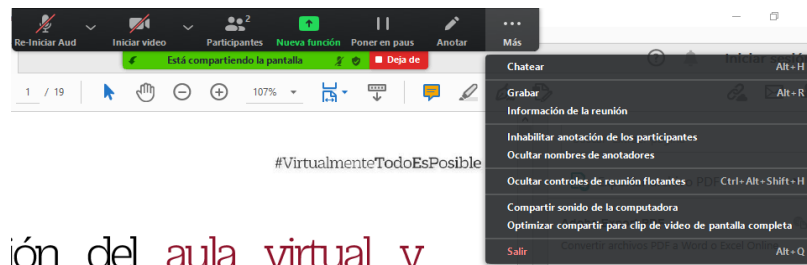 2
Re-Iniciar Aud Iniciar video Participantes Nueva función Poner en paus Anotar Más
Está compartiendo la pantalla Deja de
Iniciar sesión
1 / 19 107%
Chatear Alt+H
Grabar Alt+R
Información de la reunión
Inhabilitar anotación de los participantes
Ocultar nombres de anotadores
Ocultar controles de reunión flotantes Ctrl+Alt+Shift+H
Compartir sonido de la computadora
Optimizar compartir para clip de video de pantalla completa
Convertir archivos PDF a Word o Excel Online
Salir Alt+Q
#VirtualmenteTodoEsPosible
ión del aula virtual y